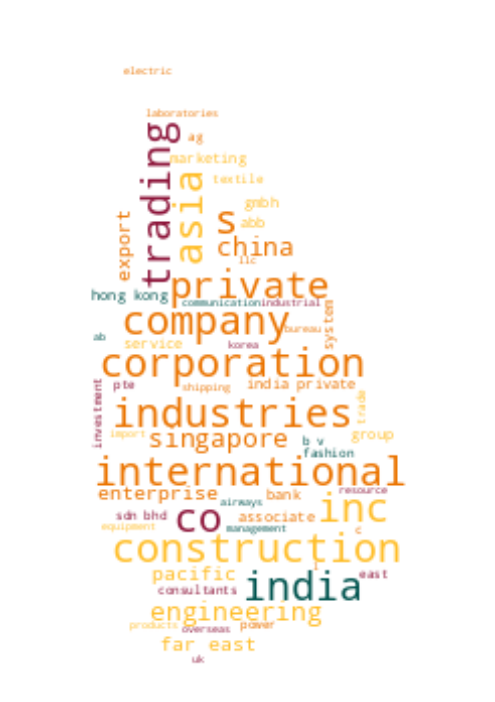 electric
laboratories
trading
ag
marketing
asia
textile
gmbh
s
abb
export
china
llc
private
hong kong
communication
industrial
company
system
bureau
ab
service
korea
corporation
investment
pte
shipping
india private
trade
industries
import
singapore
group
b v
fashion
international
enterprise
bank
resource
airways
inc
sdn bhd
co
associate
equipment
management
c
construction
l
pacific
india
east
consultants
engineering
products
overseas
power
far east
uk